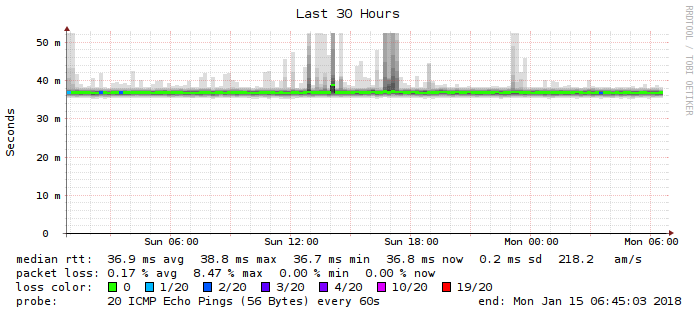 Last 30 Hours
RRDTOOL / TOBI OETIKER
Seconds
50 m
40 m
30 m
20 m
10 m
0
Sun 06:00 Sun 12:00 Sun 18:00 Mon 00:00 Mon 06:00
median rtt: 36.9 ms avg 38.8 ms max 36.7 ms min 36.8 ms now 0.2 ms sd 218.2 am/s
packet loss: 0.17 % avg 8.47 % max 0.00 % min 0.00 % now
loss color: 0 1/20 2/20 3/20 4/20 10/20 19/20
probe: 20 ICMP Echo Pings (56 Bytes) every 60s end: Mon Jan 15 06:45:03 2018